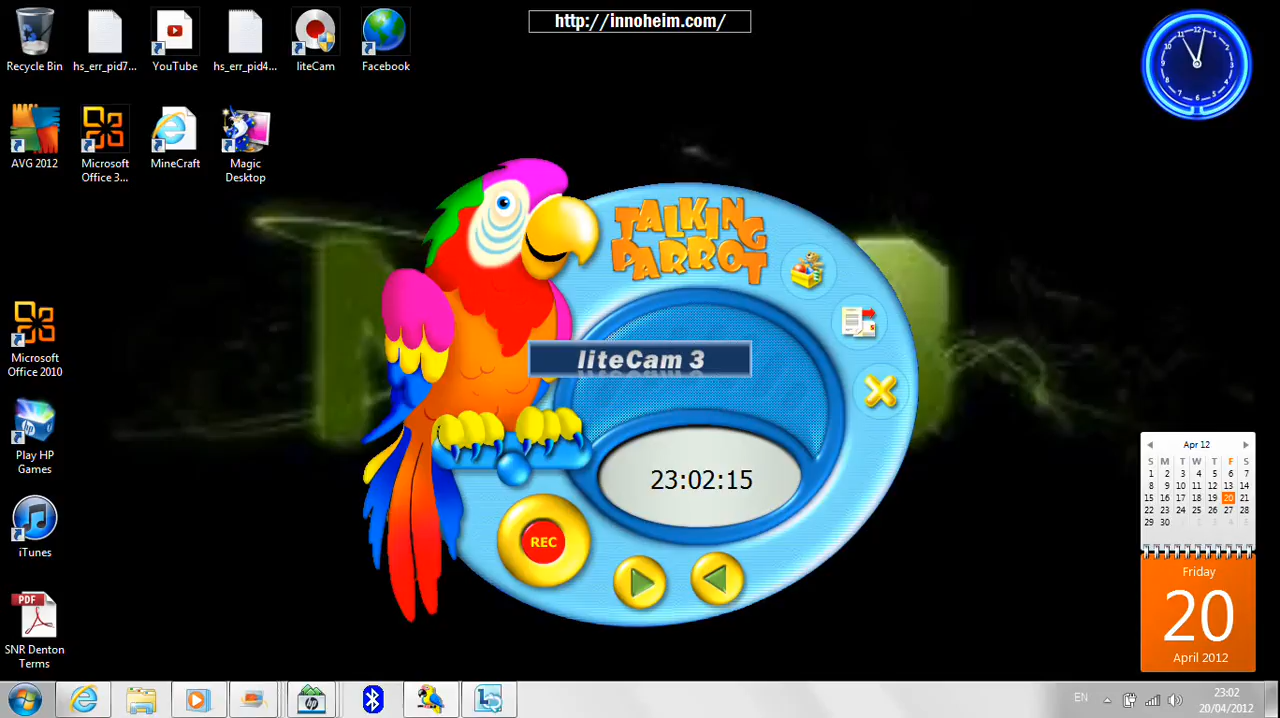 http://innoheim.com/
Recycle Bin
hs_err_pid7...
YouTube
hs_err_pid4...
liteCam
Facebook
AVG 2012
Microsoft
Office 3...
MineCraft
Magic
Desktop
TALKING
PARROT
liteCam 3
23:02:15
REC
Microsoft
Office 2010
Play HP
Games
iTunes
PDF
SNR Denton
Terms
Apr 12
S M T W T F S
1 2 3 4 5 6 7
8 9 10 11 12 13 14
15 16 17 18 19 20 21
22 23 24 25 26 27 28
29 30
Friday
20
April 2012
EN
23:02
20/04/2012